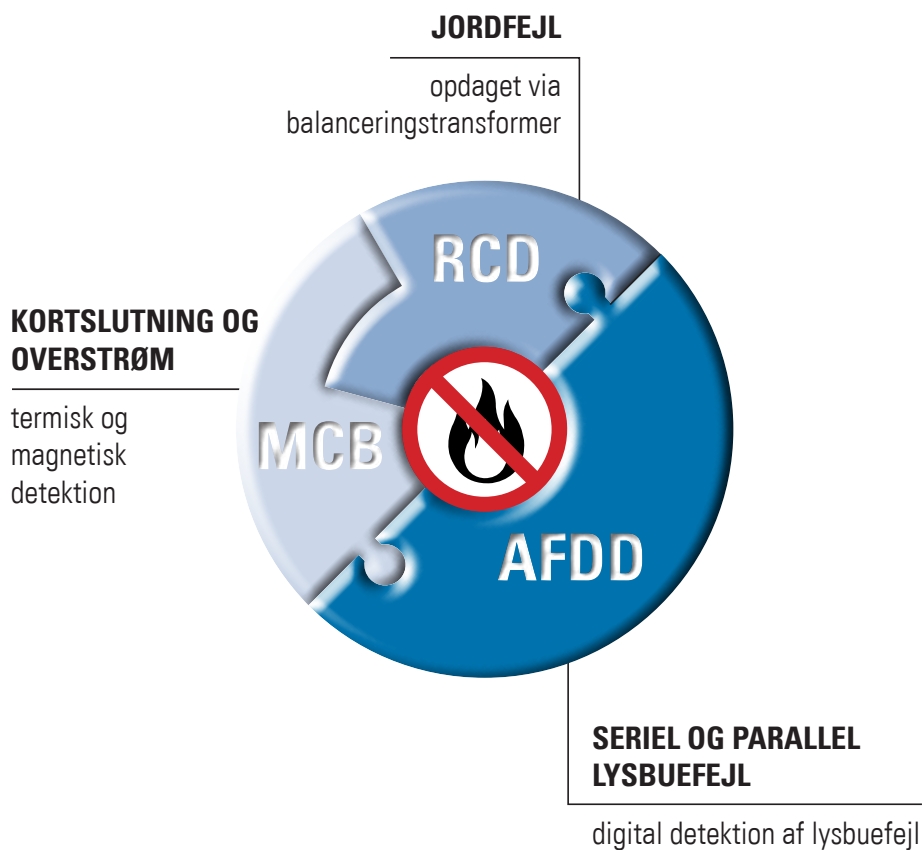 JORDFEJL
opdaget via
balanceringstransformer
RCD
KORTSLUTNING OG
OVERSTRØM
termisk og
magnetisk
detektion
MCB
AFDD
SERIEL OG PARALLEL
LYSBUEFEJL
digital detektion af lysbuefejl